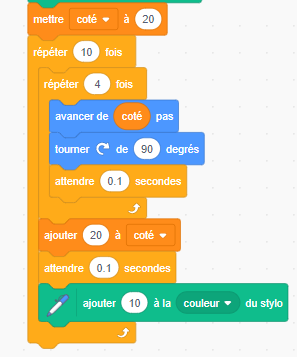 mettre coté à 20
répéter 10 fois
répéter 4 fois
avancer de coté pas
tourner de 90 degrés
attendre 0.1 secondes
ajouter 20 à coté
attendre 0.1 secondes
ajouter 10 à la couleur du stylo